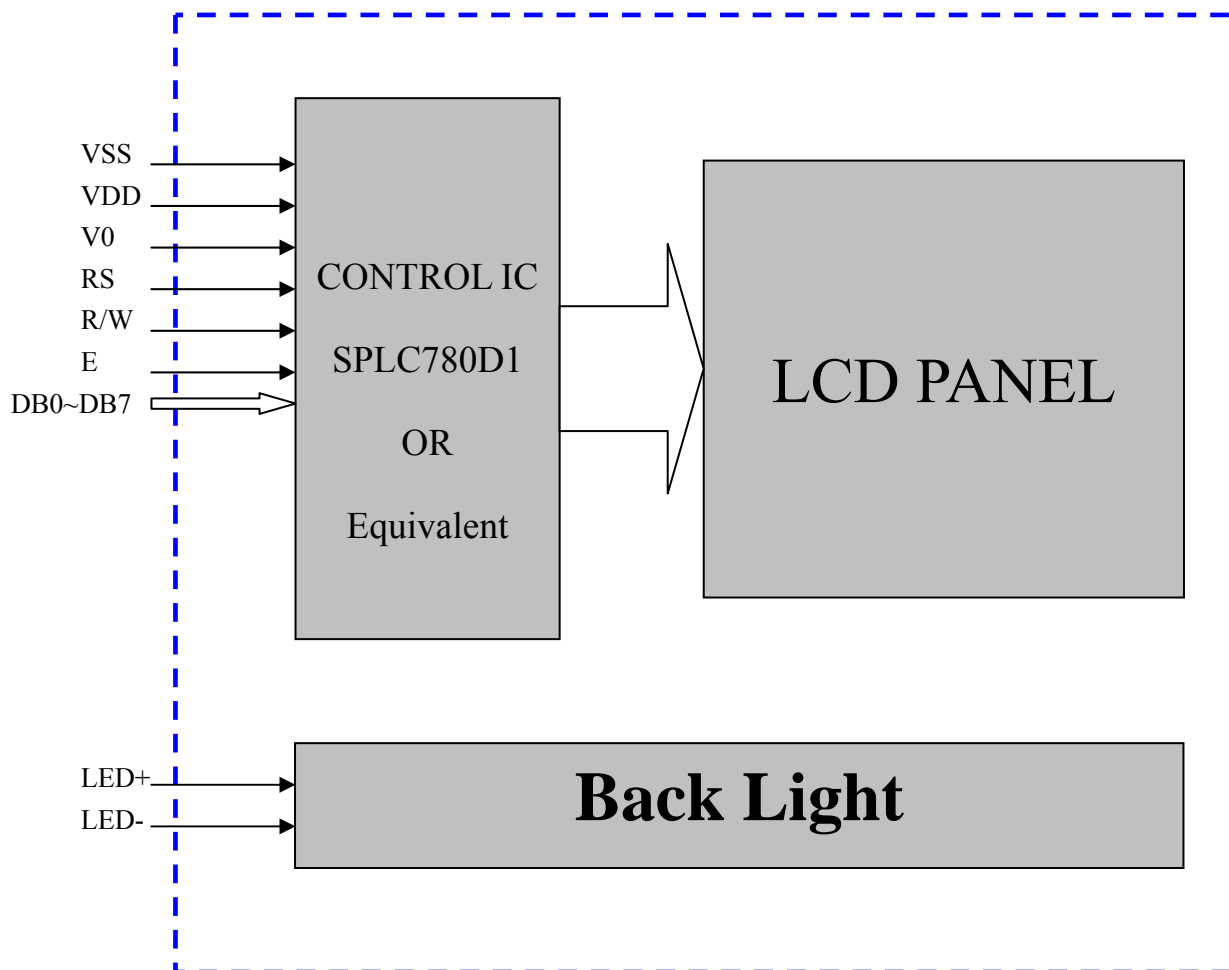 VSS
VDD
V0
RS
R/W
E
DB0~DB7
CONTROL IC
SPLC780D1
OR
Equivalent
LCD PANEL
LED+
LED-
Back Light